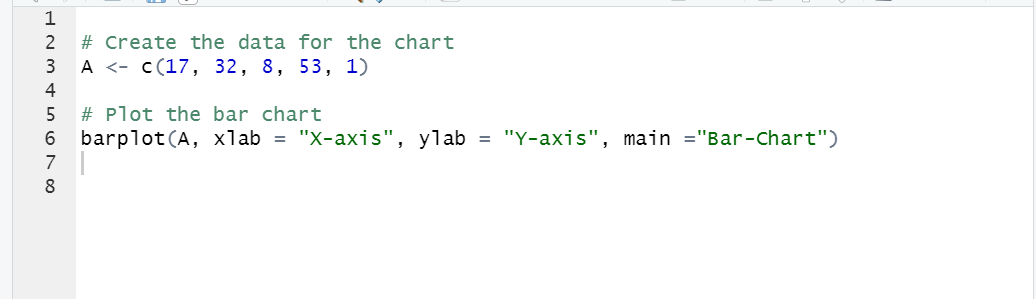 1
2 # Create the data for the chart
3 A <- c(17, 32, 8, 53, 1)
4
5 # Plot the bar chart
6 barplot(A, xlab = "X-axis", ylab = "Y-axis", main ="Bar-Chart")
7
8